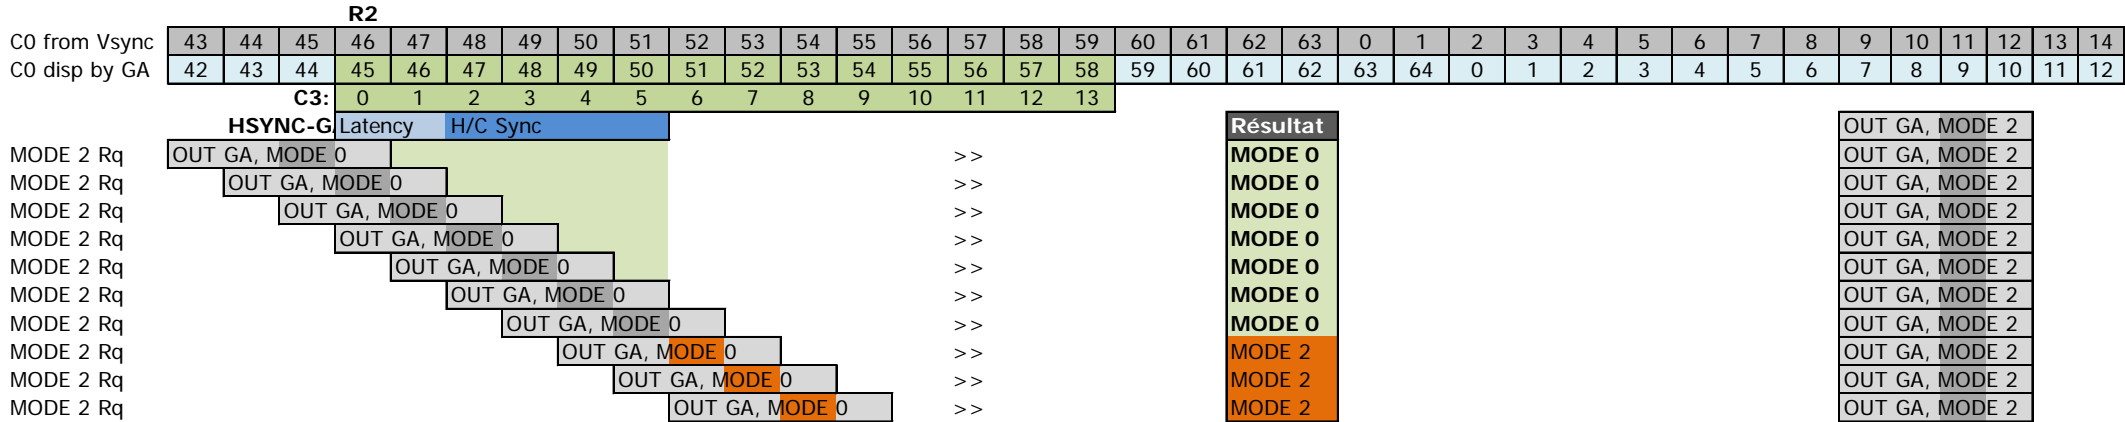 R2
C0 from Vsync 43 44 45 46 47 48 49 50 51 52 53 54 55 56 57 58 59 60 61 62 63 0 1 2 3 4 5 6 7 8 9 10 11 12 13 14
C0 disp by GA 42 43 44 45 46 47 48 49 50 51 52 53 54 55 56 57 58 59 60 61 62 63 64 0 1 2 3 4 5 6 7 8 9 10 11 12
C3: 0 1 2 3 4 5 6 7 8 9 10 11 12 13
HSYNC-G. Latency H/C Sync Résultat OUT GA, MODE 2
MODE 2 Rq OUT GA, MODE 0 >> MODE 0 OUT GA, MODE 2
MODE 2 Rq OUT GA, MODE 0 >> MODE 0 OUT GA, MODE 2
MODE 2 Rq OUT GA, MODE 0 >> MODE 0 OUT GA, MODE 2
MODE 2 Rq OUT GA, MODE 0 >> MODE 0 OUT GA, MODE 2
MODE 2 Rq OUT GA, MODE 0 >> MODE 0 OUT GA, MODE 2
MODE 2 Rq OUT GA, MODE 0 >> MODE 0 OUT GA, MODE 2
MODE 2 Rq OUT GA, MODE 0 >> MODE 0 OUT GA, MODE 2
MODE 2 Rq OUT GA, MODE 0 >> MODE 2 OUT GA, MODE 2
MODE 2 Rq OUT GA, MODE 0 >> MODE 2 OUT GA, MODE 2
MODE 2 Rq OUT GA, MODE 0 >> MODE 2 OUT GA, MODE 2